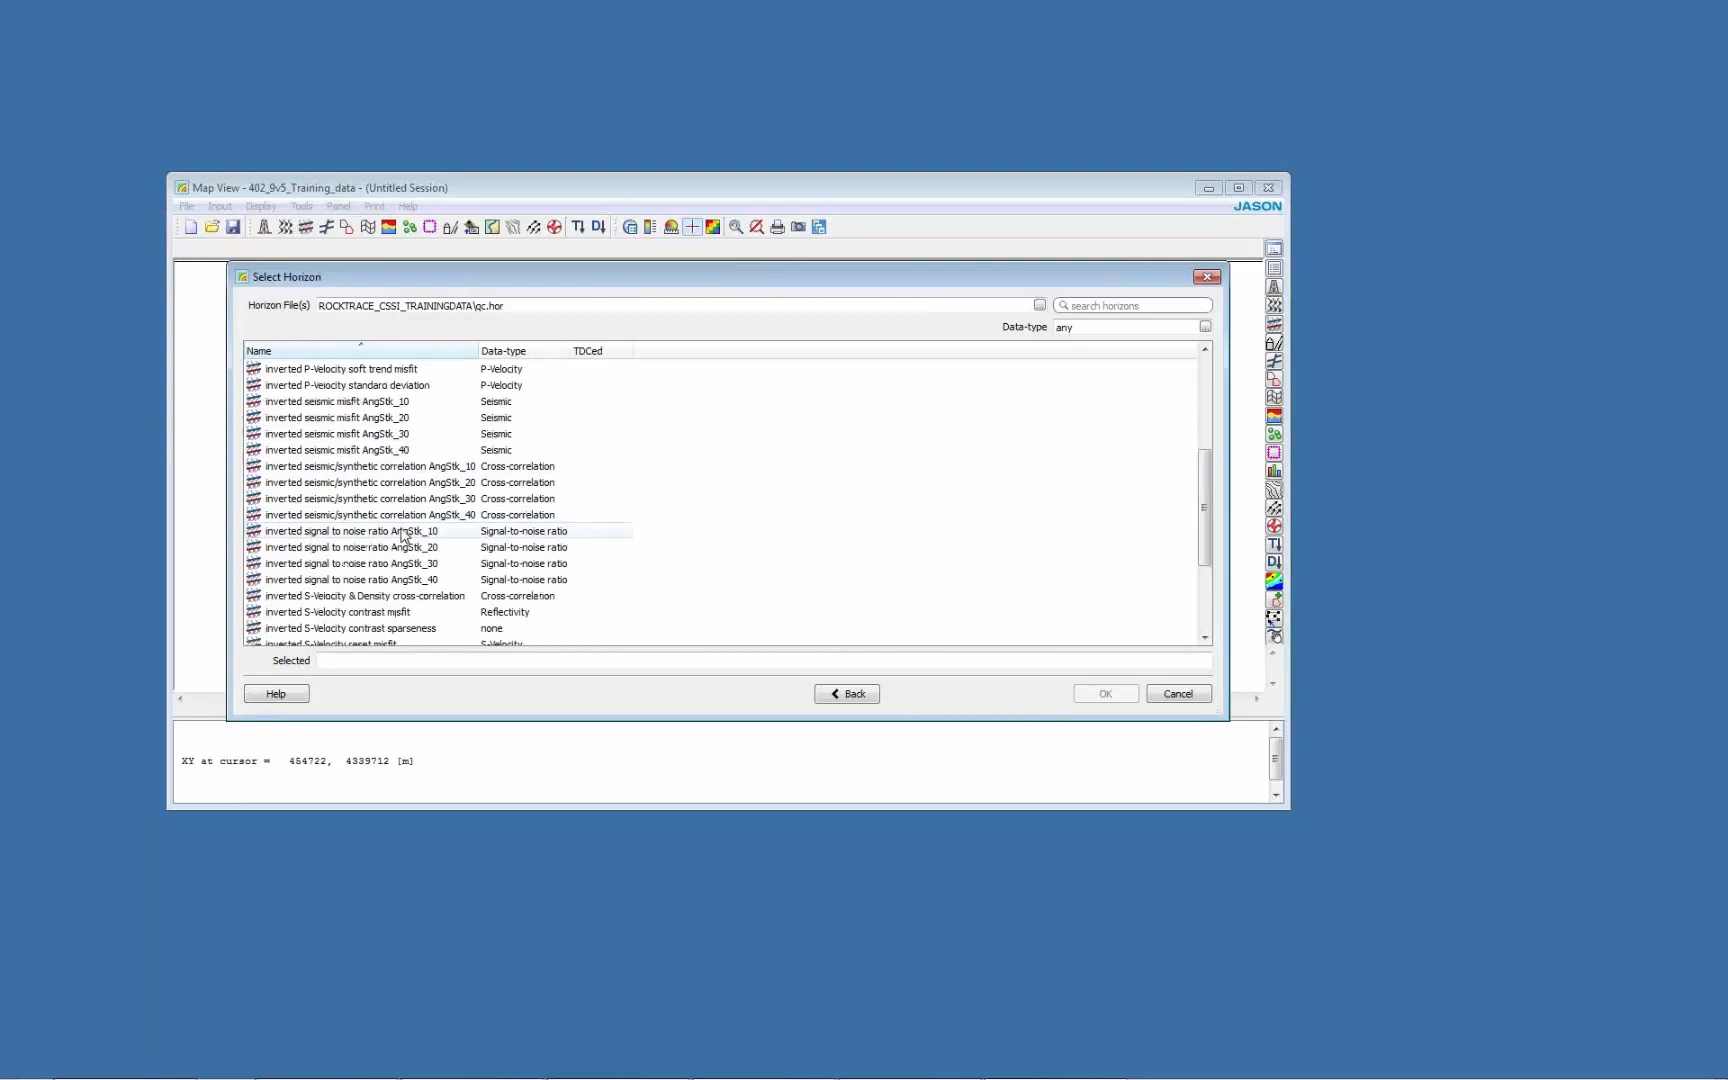 Map View - 402_9v5_Training_data - (Untitled Session)
File Input Display Tools Panel Print Help
JASON
Select Horizon
Horizon File(s) ROCKTRACE_CSSI_TRAININGDATA\qc.hor
search horizons
Data-type any
Name Data-type TDCed
inverted P-Velocity soft trend misfit P-Velocity
inverted P-Velocity standard deviation P-Velocity
inverted seismic misfit AngStk_10 Seismic
inverted seismic misfit AngStk_20 Seismic
inverted seismic misfit AngStk_30 Seismic
inverted seismic misfit AngStk_40 Seismic
inverted seismic/synthetic correlation AngStk_10 Cross-correlation
inverted seismic/synthetic correlation AngStk_20 Cross-correlation
inverted seismic/synthetic correlation AngStk_30 Cross-correlation
inverted seismic/synthetic correlation AngStk_40 Cross-correlation
inverted signal to noise ratio AngStk_10 Signal-to-noise ratio
inverted signal to noise ratio AngStk_20 Signal-to-noise ratio
inverted signal to noise ratio AngStk_30 Signal-to-noise ratio
inverted signal to noise ratio AngStk_40 Signal-to-noise ratio
inverted S-Velocity & Density cross-correlation Cross-correlation
inverted S-Velocity contrast misfit Reflectivity
inverted S-Velocity contrast sparseness none
inverted S-Velocity reset misfit S-Velocity
Selected
Help Back OK Cancel
XY at cursor = 454722, 4339712 [m]